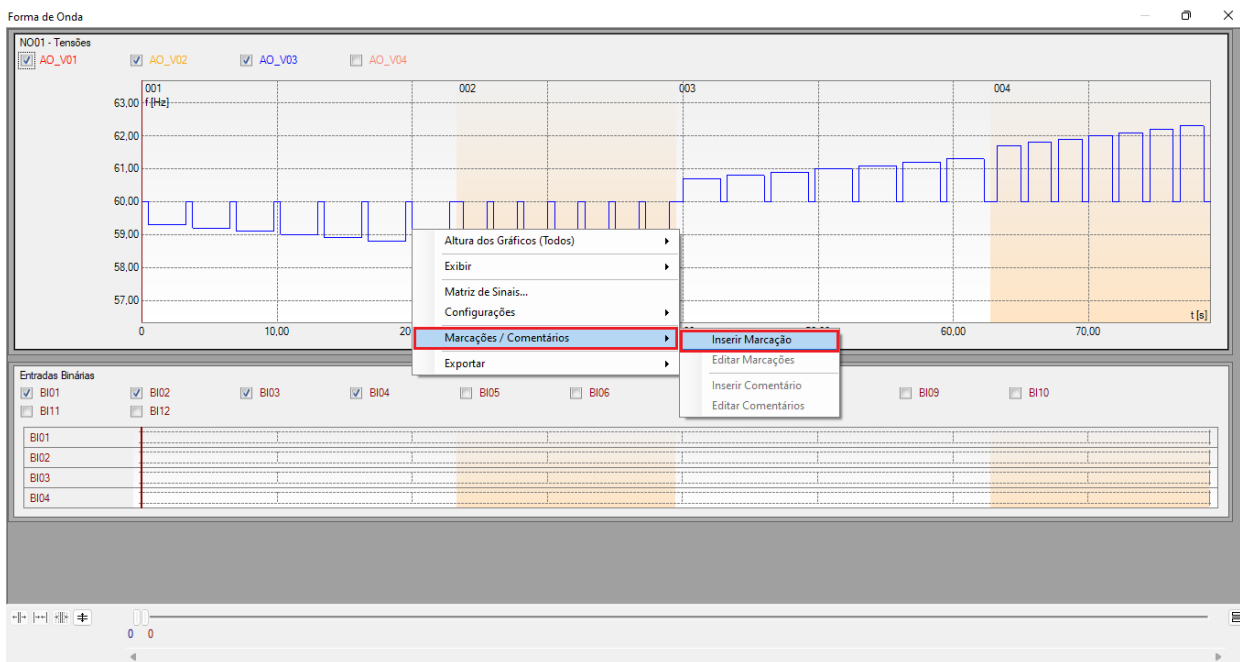 Forma de Onda
NO01 - Tensões
AO_V01 AO_V02 AO_V03 AO_V04
001 002 003 004
f [Hz]
63,00
62,00
61,00
60,00
59,00
58,00
57,00
t [s]
0 10,00 20 60,00 70,00
Altura dos Gráficos (Todos)
Exibir
Matriz de Sinais...
Configurações
Marcações / Comentários
Exportar
Inserir Marcação
Editar Marcações
Inserir Comentário
Editar Comentários
Entradas Binárias
BI01 BI02 BI03 BI04 BI05 BI06 BI09 BI10
BI11 BI12
BI01
BI02
BI03
BI04
0 0